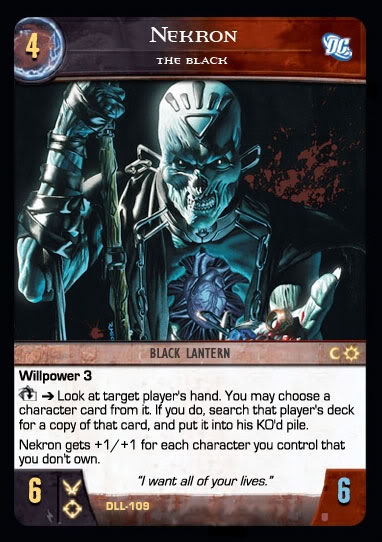 4
NEKRON
THE BLACK
DC
BLACK LANTERN
Willpower 3
➔ Look at target player's hand. You may choose a
character card from it. If you do, search that player's deck
for a copy of that card, and put it into his KO'd pile.
Nekron gets +1/+1 for each character you control that
you don't own.
"I want all of your lives."
6
DLL-109
6